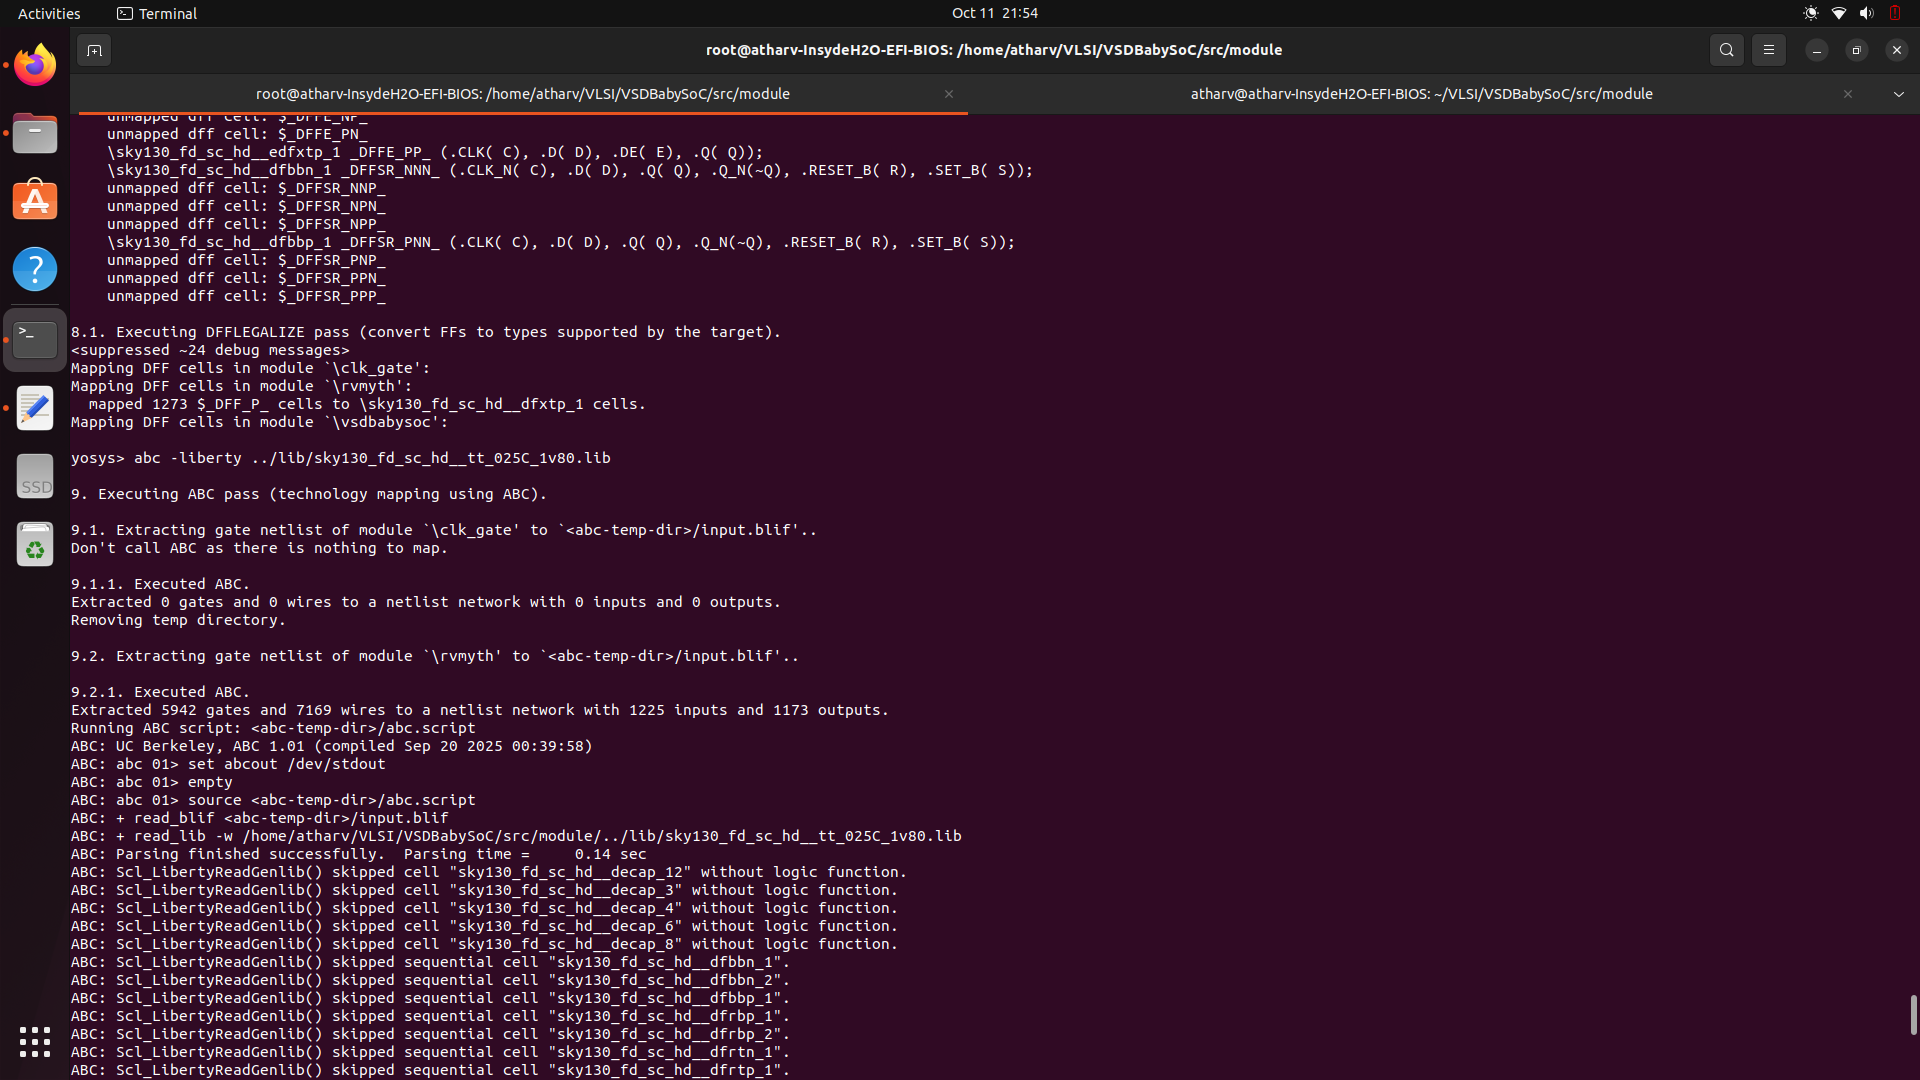 Activities
Terminal
Oct 11 21:54
root@atharv-InsydeH2O-EFI-BIOS: /home/atharv/VLSI/VSDBabySoC/src/module
root@atharv-InsydeH2O-EFI-BIOS: /home/atharv/VLSI/VSDBabySoC/src/module
atharv@atharv-InsydeH2O-EFI-BIOS: ~/VLSI/VSDBabySoC/src/module
unmapped dff cell: $_DFFE_NP_
unmapped dff cell: $_DFFE_PN_
\sky130_fd_sc_hd__edfxtp_1 _DFFE_PP_ (.CLK( C), .D( D), .DE( E), .Q( Q));
\sky130_fd_sc_hd__dfbbn_1 _DFFSR_NNN_ (.CLK_N( C), .D( D), .Q( Q), .Q_N(~Q), .RESET_B( R), .SET_B( S));
unmapped dff cell: $_DFFSR_NNP_
unmapped dff cell: $_DFFSR_NPN_
unmapped dff cell: $_DFFSR_NPP_
\sky130_fd_sc_hd__dfbbp_1 _DFFSR_PNN_ (.CLK( C), .D( D), .Q( Q), .Q_N(~Q), .RESET_B( R), .SET_B( S));
unmapped dff cell: $_DFFSR_PNP_
unmapped dff cell: $_DFFSR_PPN_
unmapped dff cell: $_DFFSR_PPP_
8.1. Executing DFFLEGALIZE pass (convert FFs to types supported by the target).
<suppressed ~24 debug messages>
Mapping DFF cells in module `\clk_gate':
Mapping DFF cells in module `\rvmyth':
mapped 1273 $_DFF_P_ cells to \sky130_fd_sc_hd__dfxtp_1 cells.
Mapping DFF cells in module `\vsdbabysoc':
yosys> abc -liberty ../lib/sky130_fd_sc_hd__tt_025C_1v80.lib
9. Executing ABC pass (technology mapping using ABC).
9.1. Extracting gate netlist of module `\clk_gate' to `<abc-temp-dir>/input.blif'..
Don't call ABC as there is nothing to map.
9.1.1. Executed ABC.
Extracted 0 gates and 0 wires to a netlist network with 0 inputs and 0 outputs.
Removing temp directory.
9.2. Extracting gate netlist of module `\rvmyth' to `<abc-temp-dir>/input.blif'..
9.2.1. Executed ABC.
Extracted 5942 gates and 7169 wires to a netlist network with 1225 inputs and 1173 outputs.
Running ABC script: <abc-temp-dir>/abc.script
ABC: UC Berkeley, ABC 1.01 (compiled Sep 20 2025 00:39:58)
ABC: abc 01> set abcout /dev/stdout
ABC: abc 01> empty
ABC: abc 01> source <abc-temp-dir>/abc.script
ABC: + read_blif <abc-temp-dir>/input.blif
ABC: + read_lib -w /home/atharv/VLSI/VSDBabySoC/src/module/../lib/sky130_fd_sc_hd__tt_025C_1v80.lib
ABC: Parsing finished successfully.  Parsing time =     0.14 sec
ABC: Scl_LibertyReadGenlib() skipped cell "sky130_fd_sc_hd__decap_12" without logic function.
ABC: Scl_LibertyReadGenlib() skipped cell "sky130_fd_sc_hd__decap_3" without logic function.
ABC: Scl_LibertyReadGenlib() skipped cell "sky130_fd_sc_hd__decap_4" without logic function.
ABC: Scl_LibertyReadGenlib() skipped cell "sky130_fd_sc_hd__decap_6" without logic function.
ABC: Scl_LibertyReadGenlib() skipped cell "sky130_fd_sc_hd__decap_8" without logic function.
ABC: Scl_LibertyReadGenlib() skipped sequential cell "sky130_fd_sc_hd__dfbbn_1".
ABC: Scl_LibertyReadGenlib() skipped sequential cell "sky130_fd_sc_hd__dfbbn_2".
ABC: Scl_LibertyReadGenlib() skipped sequential cell "sky130_fd_sc_hd__dfbbp_1".
ABC: Scl_LibertyReadGenlib() skipped sequential cell "sky130_fd_sc_hd__dfrbp_1".
ABC: Scl_LibertyReadGenlib() skipped sequential cell "sky130_fd_sc_hd__dfrbp_2".
ABC: Scl_LibertyReadGenlib() skipped sequential cell "sky130_fd_sc_hd__dfrtn_1".
ABC: Scl_LibertyReadGenlib() skipped sequential cell "sky130_fd_sc_hd__dfrtp_1".
SSD